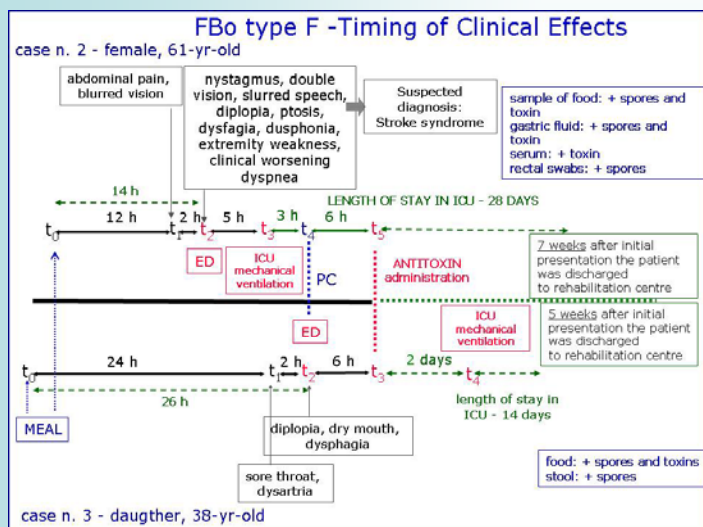 FBo type F -Timing of Clinical Effects
case n. 2 - female, 61-yr-old
abdominal pain,
blurred vision
nystagmus, double
vision, slurred speech,
diplopia, ptosis,
dysfagia, dusphonia,
extremity weakness,
clinical worsening
dyspnea
Suspected
diagnosis:
Stroke syndrome
sample of food: + spores and
toxin
gastric fluid: + spores and
toxin
serum: + toxin
rectal swabs: + spores
14 h
LENGTH OF STAY IN ICU - 28 DAYS
12 h 2 h 5 h 3 h 6 h
t0 t1 t2 t3 t4 t5
ED
ICU
mechanical
ventilation
PC
ANTITOXIN
administration
7 weeks after initial
presentation the patient
was discharged
to rehabilitation centre
ED
ICU
mechanical
ventilation
5 weeks after initial
presentation the patient
was discharged
to rehabilitation centre
24 h 2 h 6 h 2 days
t0 t1 t2 t3 t4
26 h
length of stay in
ICU - 14 days
MEAL
diplopia, dry mouth,
dysphagia
sore throat,
dysartria
food: + spores and toxins
stool: + spores
case n. 3 - daugther, 38-yr-old